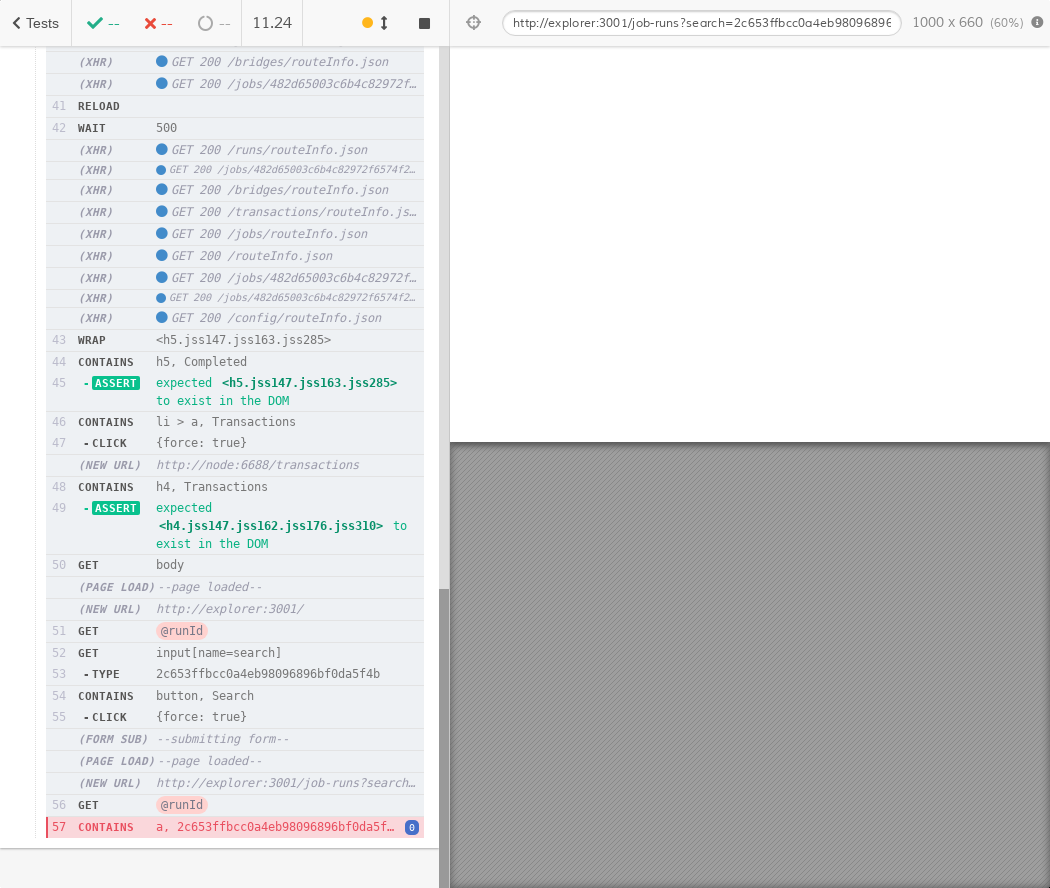 Tests -- -- -- 11.24
http://explorer:3001/job-runs?search=2c653ffbcc0a4eb98096896 1000 x 660 (60%)
(XHR) GET 200 /bridges/routeInfo.json
(XHR) GET 200 /jobs/482d65003c6b4c82972f…
41 RELOAD
42 WAIT 500
(XHR) GET 200 /runs/routeInfo.json
(XHR) GET 200 /jobs/482d65003c6b4c82972f6574f2…
(XHR) GET 200 /bridges/routeInfo.json
(XHR) GET 200 /transactions/routeInfo.js…
(XHR) GET 200 /jobs/routeInfo.json
(XHR) GET 200 /routeInfo.json
(XHR) GET 200 /jobs/482d65003c6b4c82972f…
(XHR) GET 200 /jobs/482d65003c6b4c82972f6574f2…
(XHR) GET 200 /config/routeInfo.json
43 WRAP <h5.jss147.jss163.jss285>
44 CONTAINS h5, Completed
45 - ASSERT expected <h5.jss147.jss163.jss285>
to exist in the DOM
46 CONTAINS li > a, Transactions
47 - CLICK {force: true}
(NEW URL) http://node:6688/transactions
48 CONTAINS h4, Transactions
49 - ASSERT expected
<h4.jss147.jss162.jss176.jss310> to
exist in the DOM
50 GET body
(PAGE LOAD) --page loaded--
(NEW URL) http://explorer:3001/
51 GET @runId
52 GET input[name=search]
53 - TYPE 2c653ffbcc0a4eb98096896bf0da5f4b
54 CONTAINS button, Search
55 - CLICK {force: true}
(FORM SUB) --submitting form--
(PAGE LOAD) --page loaded--
(NEW URL) http://explorer:3001/job-runs?search…
56 GET @runId
57 CONTAINS a, 2c653ffbcc0a4eb98096896bf0da5f… 0